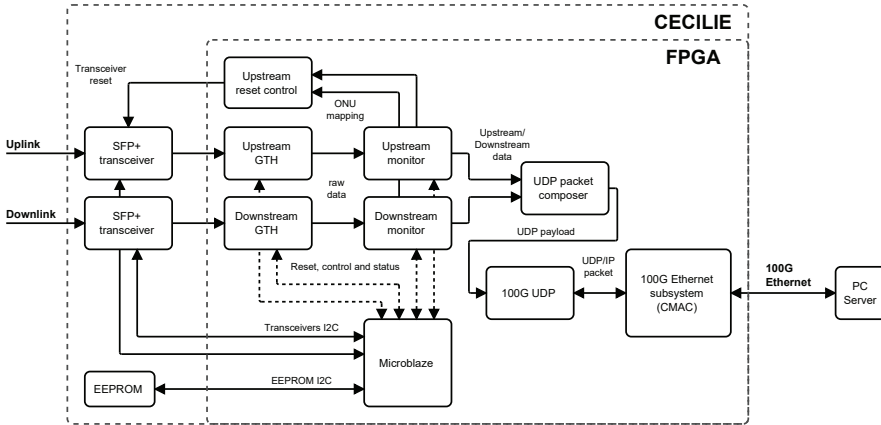 CECILIE
FPGA
Transceiver
reset
Upstream
reset control
ONU
mapping
Uplink
SFP+
transceiver
Upstream
GTH
Upstream
monitor
Upstream/
Downstream
data
UDP packet
composer
raw
data
Downlink
SFP+
transceiver
Downstream
GTH
Downstream
monitor
UDP payload
Reset, control and status
UDP/IP
packet
100G UDP
100G Ethernet
subsystem
(CMAC)
100G
Ethernet
PC
Server
Transceivers I2C
Microblaze
EEPROM
EEPROM I2C